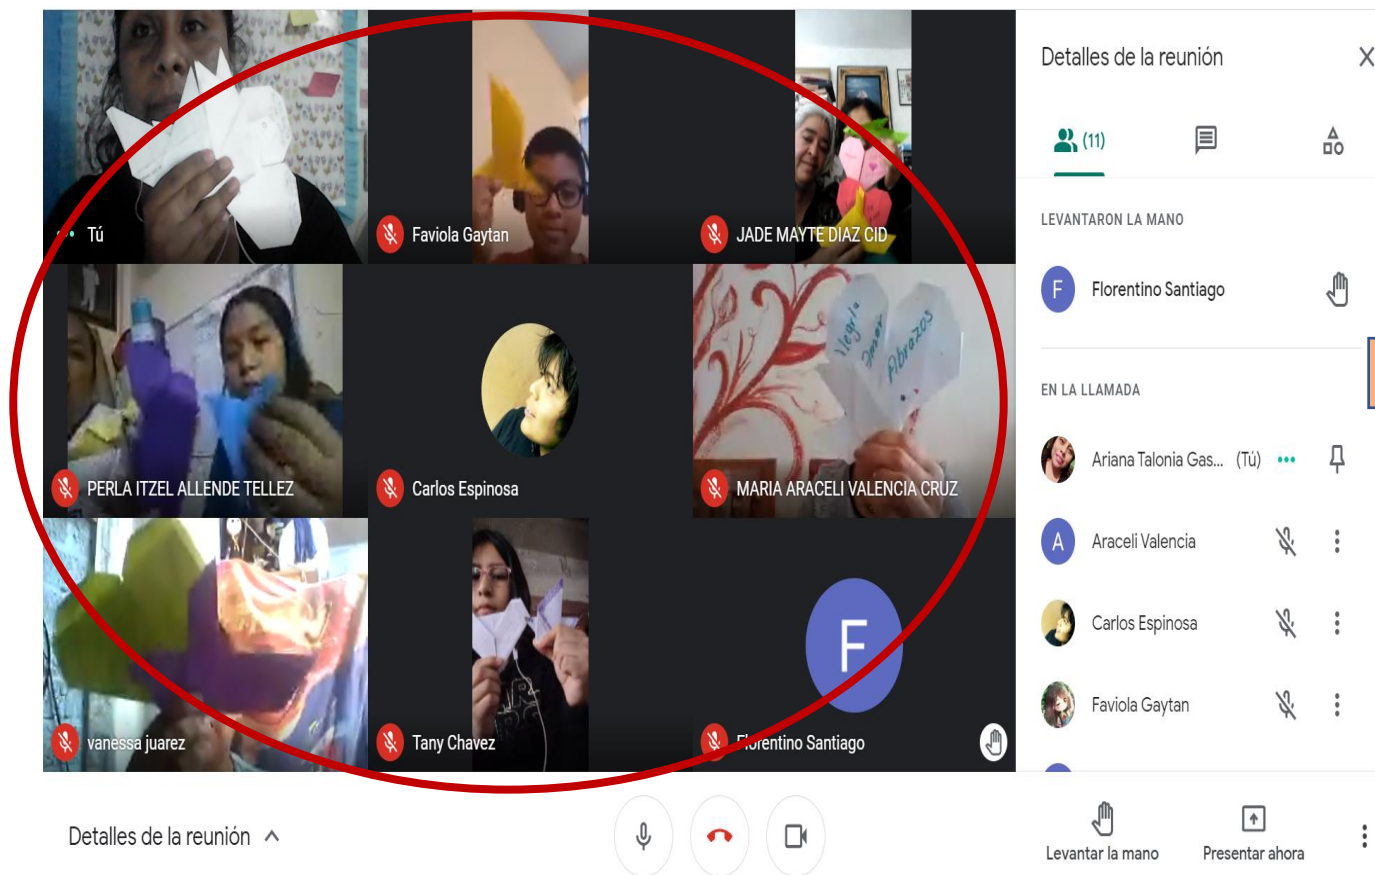 Tú
Faviola Gaytan
JADE MAYTE DIAZ CID
PERLA ITZEL ALLENDE TELLEZ
Carlos Espinosa
Alegría
Amor
Abrazos
MARIA ARACELI VALENCIA CRUZ
vanessa juarez
Tany Chavez
F
Florentino Santiago
Detalles de la reunión
Detalles de la reunión
(11)
LEVANTARON LA MANO
F Florentino Santiago
EN LA LLAMADA
Ariana Talonia Gas... (Tú)
A Araceli Valencia
Carlos Espinosa
Faviola Gaytan
Levantar la mano
Presentar ahora